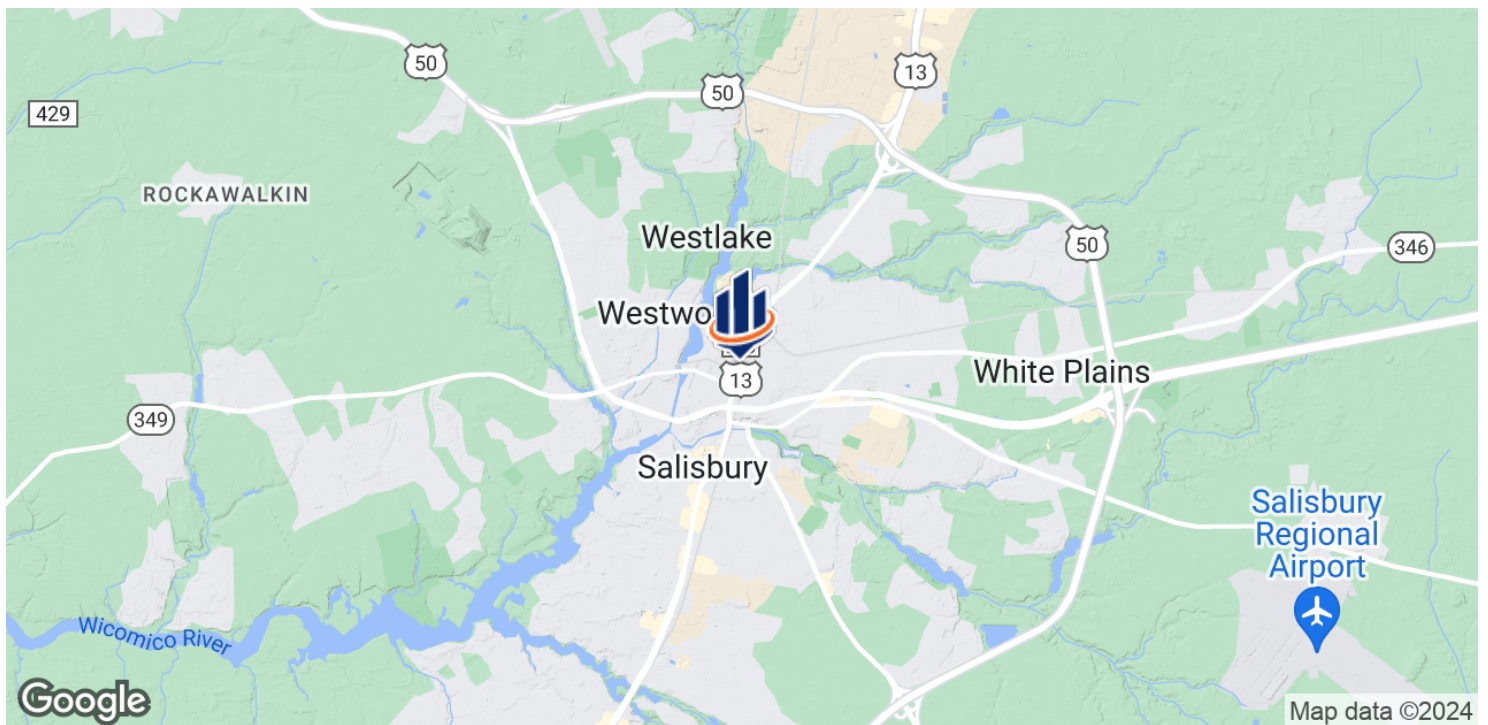 50
13
50
429
ROCKAWALKIN
Westlake
50
346
Westwo
White Plains
13
349
Salisbury
Salisbury
Regional
Airport
Wicomico River
Google
Map data ©2024